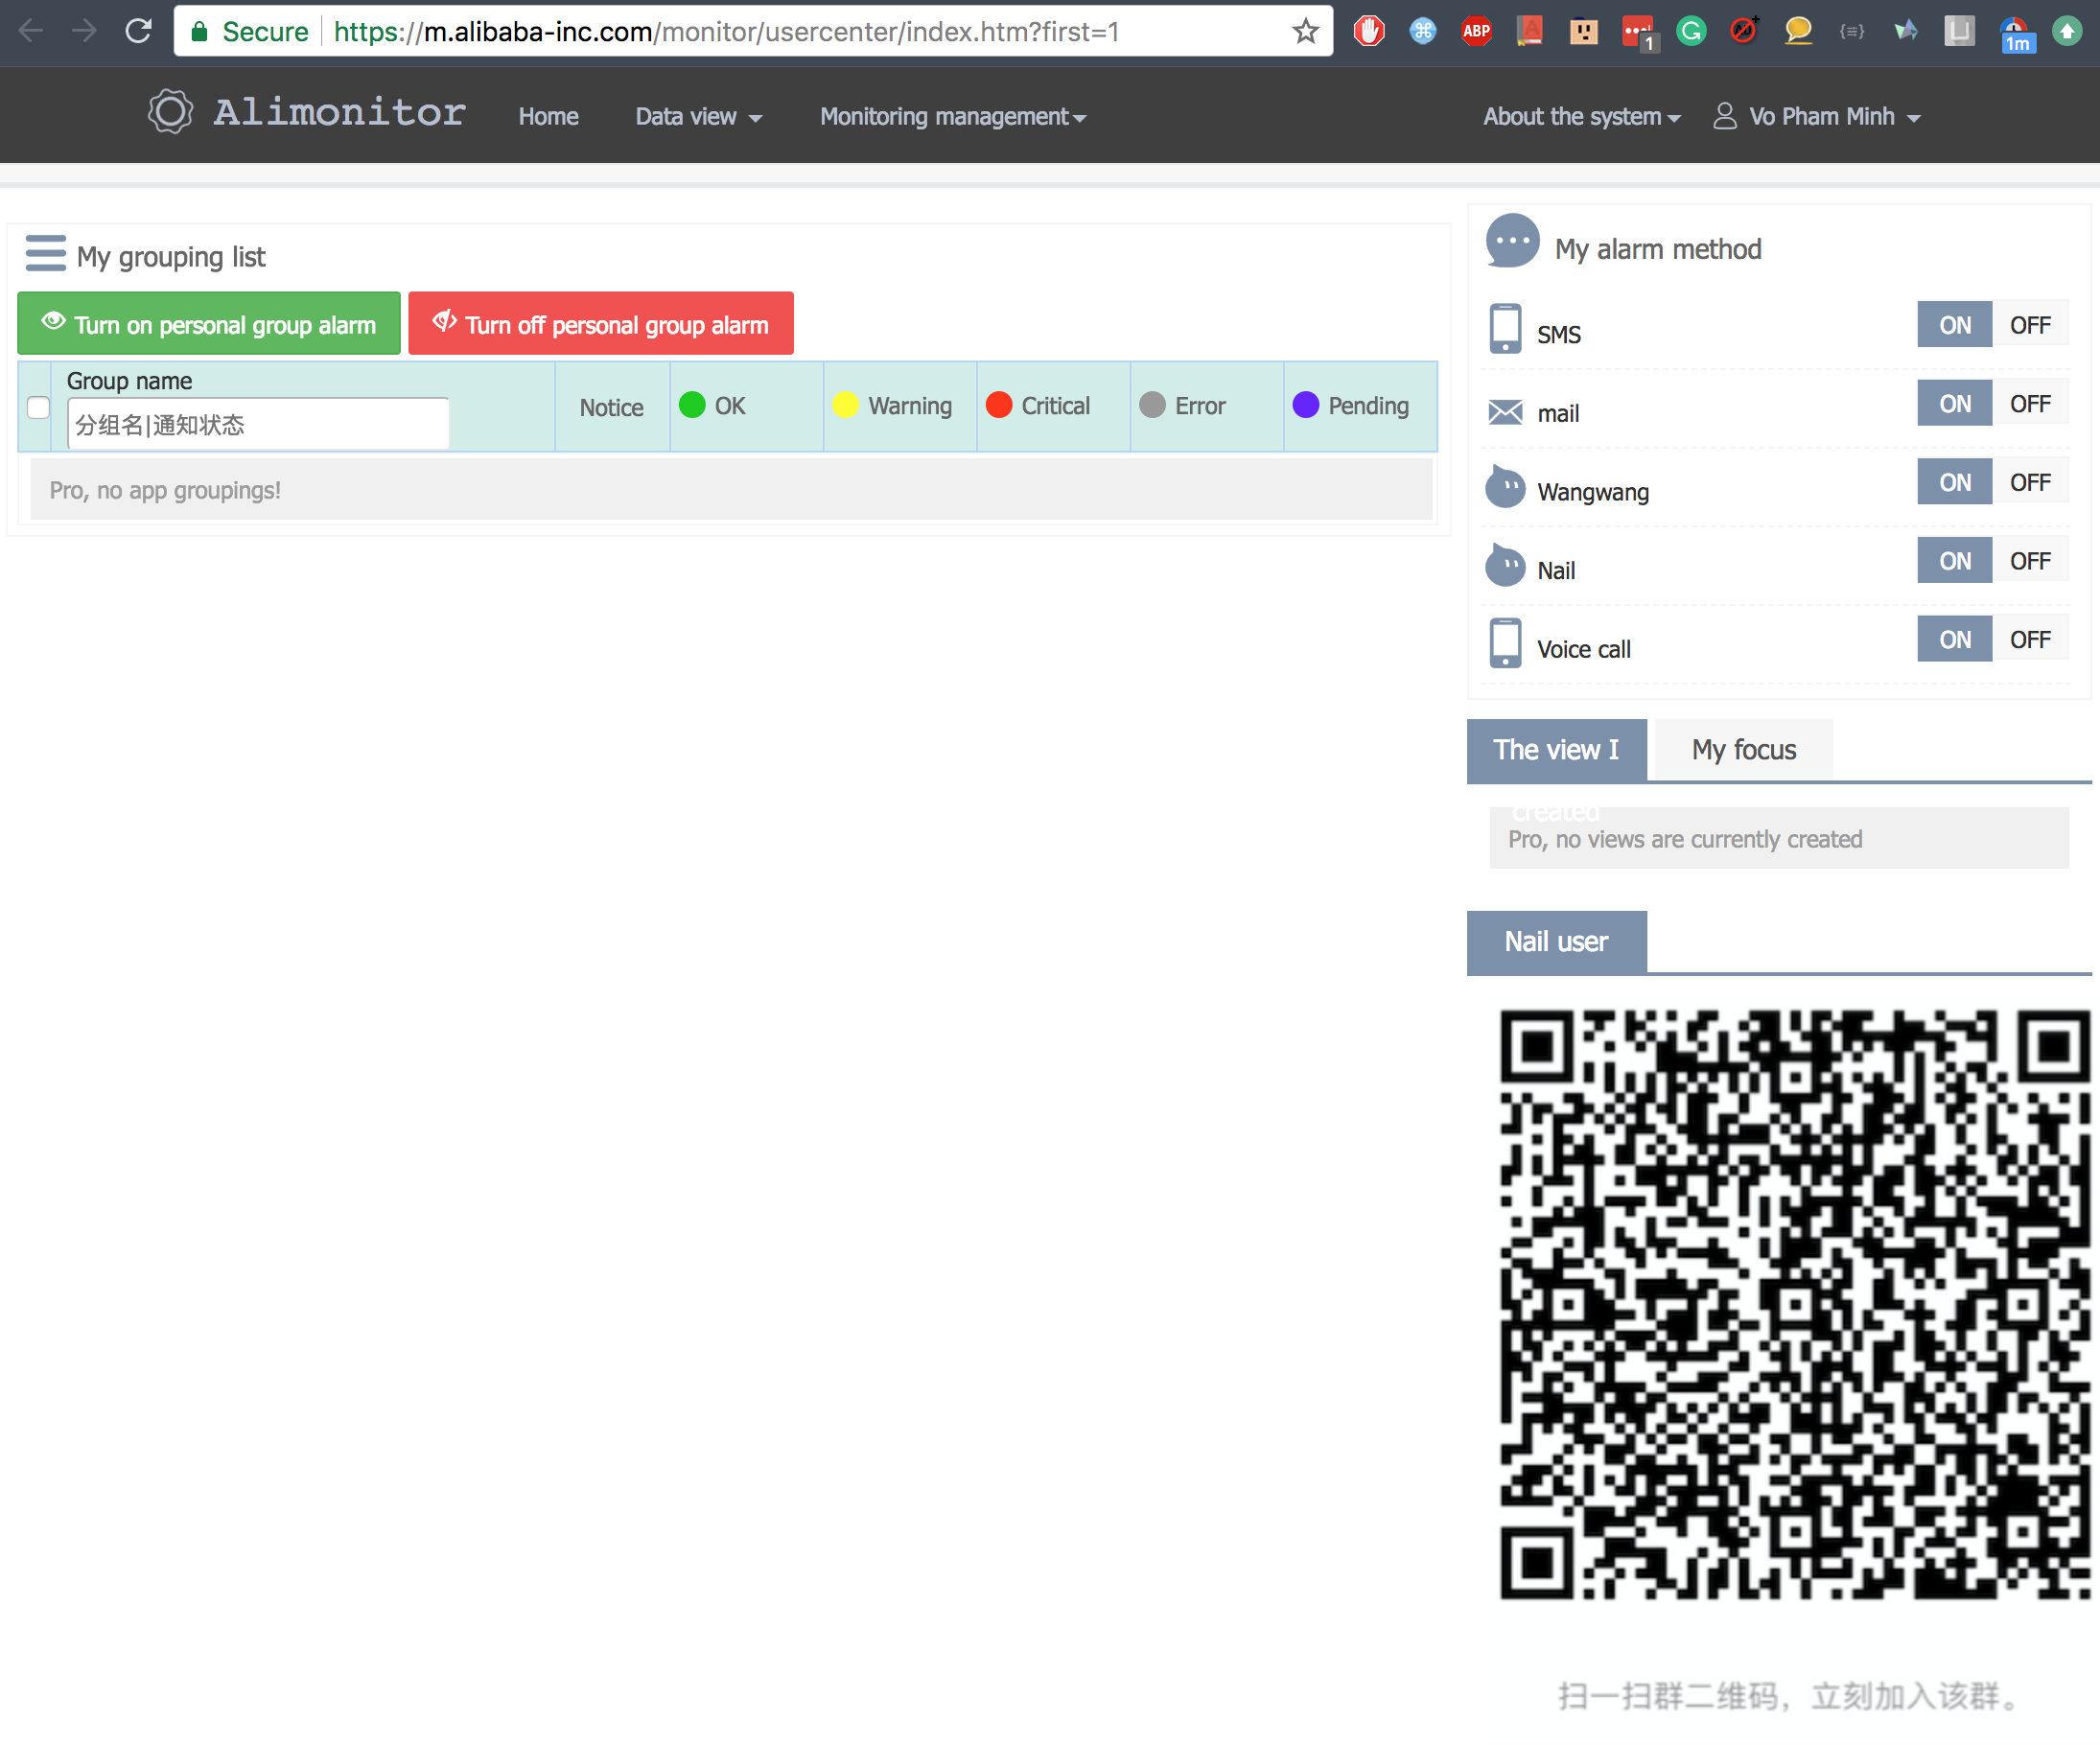 Secure https://m.alibaba-inc.com/monitor/usercenter/index.htm?first=1
ABP
1
1m
Alimonitor Home Data view Monitoring management About the system Vo Pham Minh
My grouping list
Turn on personal group alarm Turn off personal group alarm
Group name
分组名|通知状态
Notice OK Warning Critical Error Pending
Pro, no app groupings!
My alarm method
SMS ON OFF
mail ON OFF
Wangwang ON OFF
Nail ON OFF
Voice call ON OFF
The view I My focus
created
Pro, no views are currently created
Nail user
扫一扫群二维码，立刻加入该群。